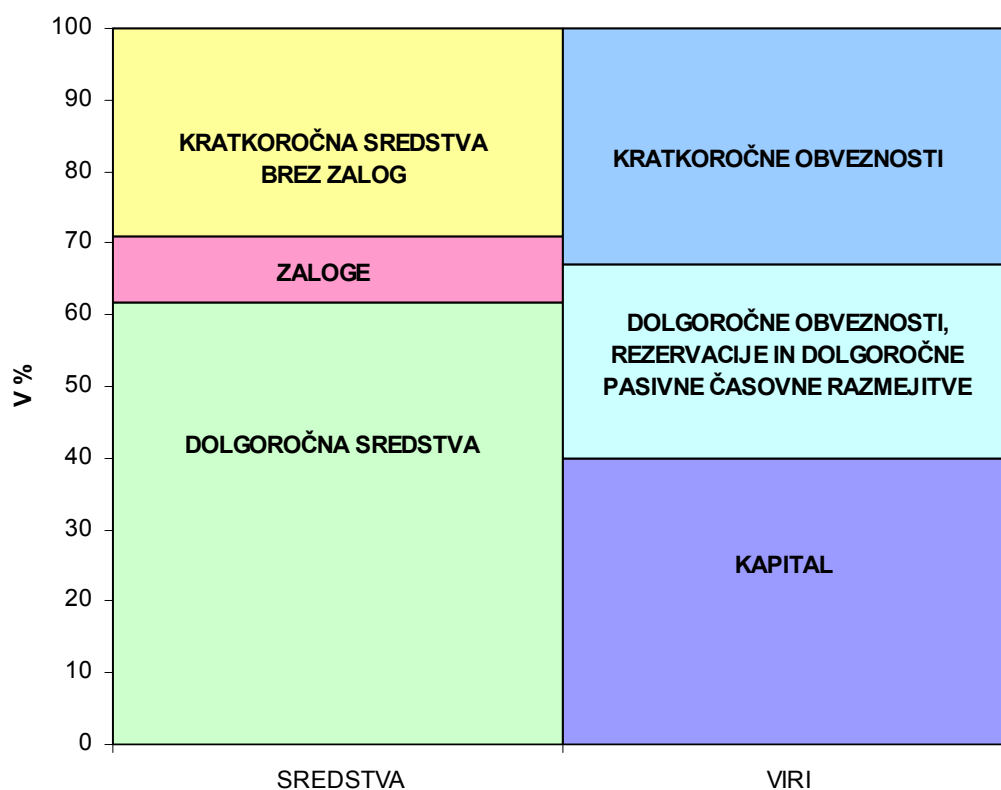 100
90
80
70
60
50
40
30
20
10
0
V %
KRATKOROČNA SREDSTVA
BREZ ZALOG
ZALOGE
DOLGOROČNA SREDSTVA
KRATKOROČNE OBVEZNOSTI
DOLGOROČNE OBVEZNOSTI,
REZERVACIJE IN DOLGOROČNE
PASIVNE ČASOVNE RAZMEJITVE
KAPITAL
SREDSTVA
VIRI